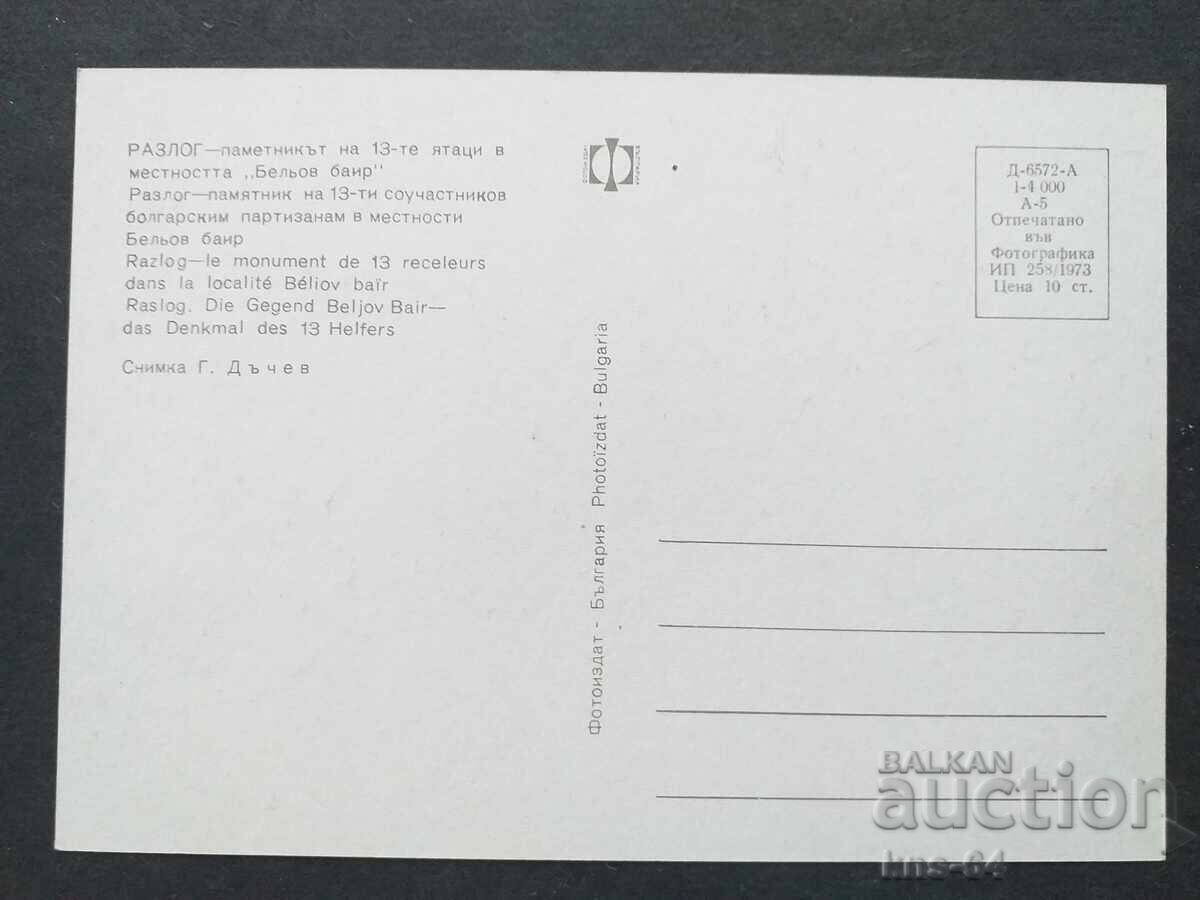 РАЗЛОГ—паметникът на 13-те ятаци в
местността „Бельов баир"
Разлог—памятник на 13-ти соучастников
болгарским партизанам в местности
Бельов баир
Razlog—le monument de 13 receleurs
dans la localité Béliov baïr
Raslog. Die Gegend Beljov Bair—
das Denkmal des 13 Helfers
Снимка Г. Дъчев
Фотоиздат - България Photoïzdat - Bulgaria
Д-6572-А
1-4 000
А-5
Отпечатано
във
Фотографика
ИП 258/1973
Цена 10 ст.
BALKAN
auction
kns-64